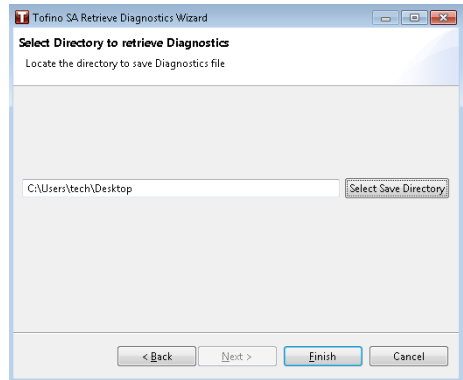 T Tofino SA Retrieve Diagnostics Wizard
Select Directory to retrieve Diagnostics
Locate the directory to save Diagnostics file
C:\Users\tech\Desktop Select Save Directory
< Back Next > Finish Cancel